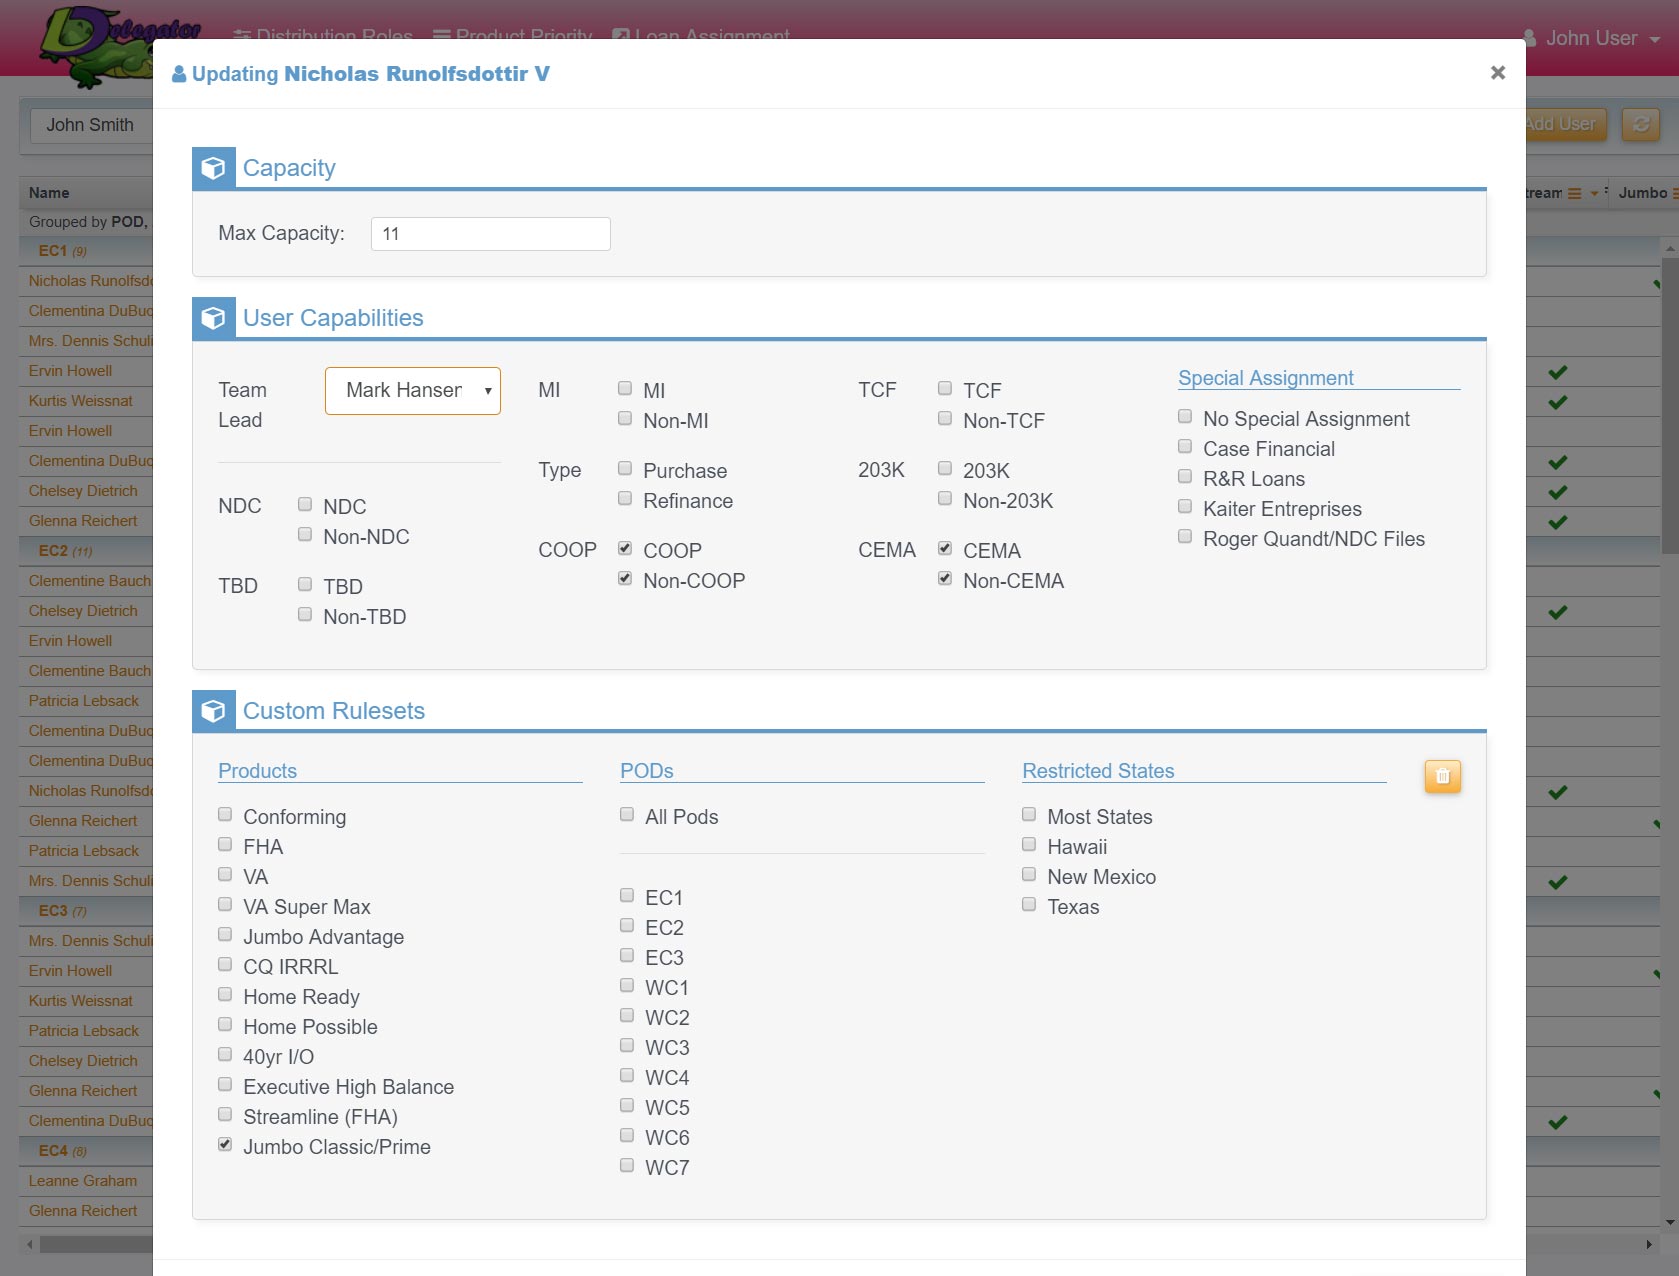 Delegator
Distribution Roles
Product Priority
Loan Assignment
John User
Updating Nicholas Runolfsdottir V
John Smith
Add User
Name
tream
Jumbo
Grouped by POD,
EC1 (9)
Nicholas Runolfsdo
Clementina DuBuq
Mrs. Dennis Schuli
Ervin Howell
Kurtis Weissnat
Ervin Howell
Clementina DuBuq
Chelsey Dietrich
Glenna Reichert
EC2 (11)
Clementine Bauch
Chelsey Dietrich
Ervin Howell
Clementine Bauch
Patricia Lebsack
Clementina DuBuq
Clementina DuBuq
Nicholas Runolfsdo
Glenna Reichert
Patricia Lebsack
Mrs. Dennis Schuli
EC3 (7)
Mrs. Dennis Schuli
Ervin Howell
Kurtis Weissnat
Patricia Lebsack
Chelsey Dietrich
Glenna Reichert
Clementina DuBuq
EC4 (8)
Leanne Graham
Glenna Reichert
Capacity
Max Capacity:
11
User Capabilities
Team
Lead
Mark Hanser
NDC
NDC
Non-NDC
TBD
TBD
Non-TBD
MI
MI
Non-MI
Type
Purchase
Refinance
COOP
COOP
Non-COOP
TCF
TCF
Non-TCF
203K
203K
Non-203K
CEMA
CEMA
Non-CEMA
Special Assignment
No Special Assignment
Case Financial
R&R Loans
Kaiter Entreprises
Roger Quandt/NDC Files
Custom Rulesets
Products
Conforming
FHA
VA
VA Super Max
Jumbo Advantage
CQ IRRRL
Home Ready
Home Possible
40yr I/O
Executive High Balance
Streamline (FHA)
Jumbo Classic/Prime
PODs
All Pods
EC1
EC2
EC3
WC1
WC2
WC3
WC4
WC5
WC6
WC7
Restricted States
Most States
Hawaii
New Mexico
Texas